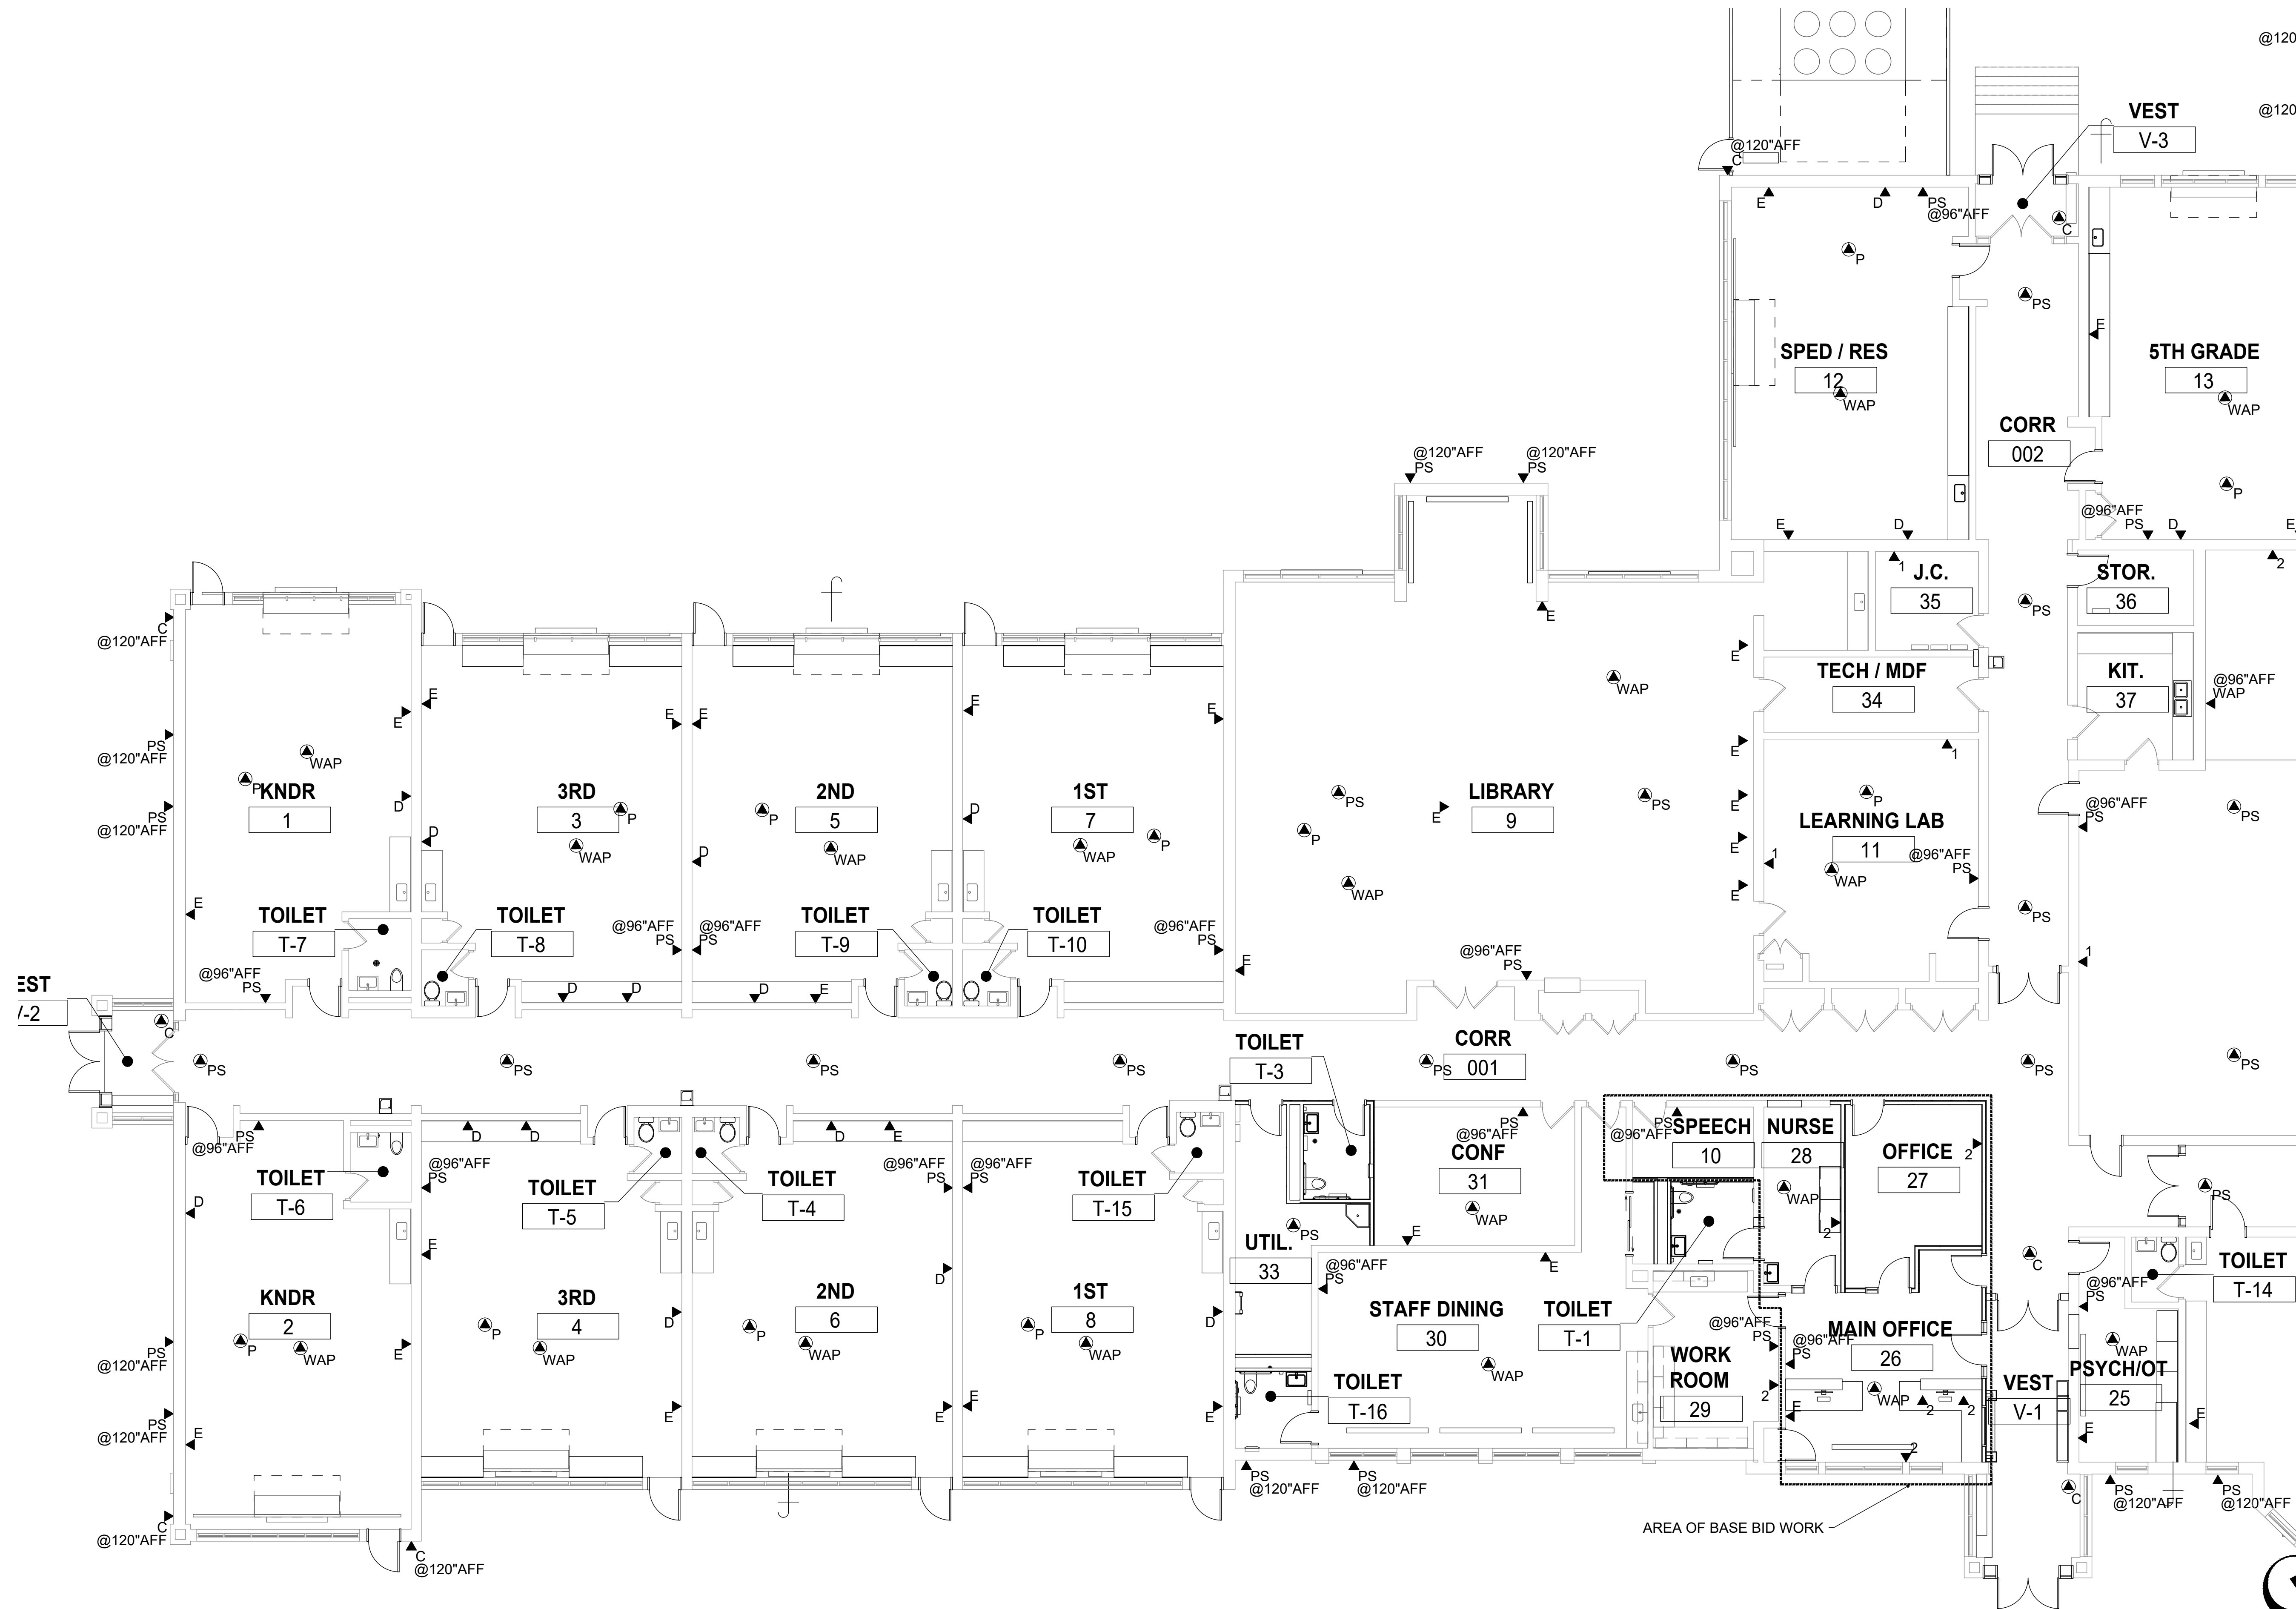 @120
VEST
@120
V-3
@120"AFF
C
E
D
PS
@96"AFF
C
P
PS
E
SPED / RES
5TH GRADE
12
13
WAP
WAP
CORR
002
@120"AFF
PS
@120"AFF
PS
P
@96"AFF
PS
D
E
E
D
1
2
J.C.
STOR.
35
36
PS
E
C
@120"AFF
E
TECH / MDF
KIT.
34
37
@96"AFF
WAP
WAP
E
E
E
E
E
E
E
PS
@120"AFF
WAP
E
1
P
KNDR
1
3RD
3
2ND
5
1ST
7
LIBRARY
9
LEARNING LAB
11
D
PS
@120"AFF
P
P
D
P
PS
E
PS
E
P
@96"AFF
PS
PS
D
WAP
D
WAP
WAP
P
E
1
@96"AFF
PS
WAP
WAP
E
E
TOILET
T-7
TOILET
T-8
@96"AFF
PS
@96"AFF
PS
TOILET
T-9
TOILET
T-10
@96"AFF
PS
PS
@96"AFF
PS
E
@96"AFF
PS
1
D
D
D
E
C
TOILET
T-3
CORR
001
PS
PS
PS
PS
PS
PS
PS
PS
PS
@96"AFF
D
D
D
E
PS
@96"AFF
PS
@96"AFF
SPEECH
10
NURSE
28
OFFICE
27
2
CONF
31
TOILET
T-6
@96"AFF
PS
TOILET
T-5
TOILET
T-4
@96"AFF
PS
@96"AFF
PS
TOILET
T-15
D
WAP
WAP
PS
2
PS
UTIL.
33
E
D
E
@96"AFF
PS
C
@96"AFF
PS
TOILET
T-14
KNDR
2
3RD
4
2ND
6
1ST
8
STAFF DINING
30
TOILET
T-1
@96"AFF
PS
@96"AFF
PS
MAIN OFFICE
26
P
WAP
P
WAP
D
P
WAP
P
WAP
D
E
PS
@120"AFF
WAP
WORK
ROOM
29
WAP
PSYCH/OT
25
TOILET
T-16
2
E
WAP
2
2
VEST
V-1
E
E
E
E
E
E
PS
@120"AFF
E
2
PS
@120"AFF
PS
@120"AFF
C
PS
@120"AFF
PS
@120"AFF
AREA OF BASE BID WORK
C
@120"AFF
C
@120"AFF